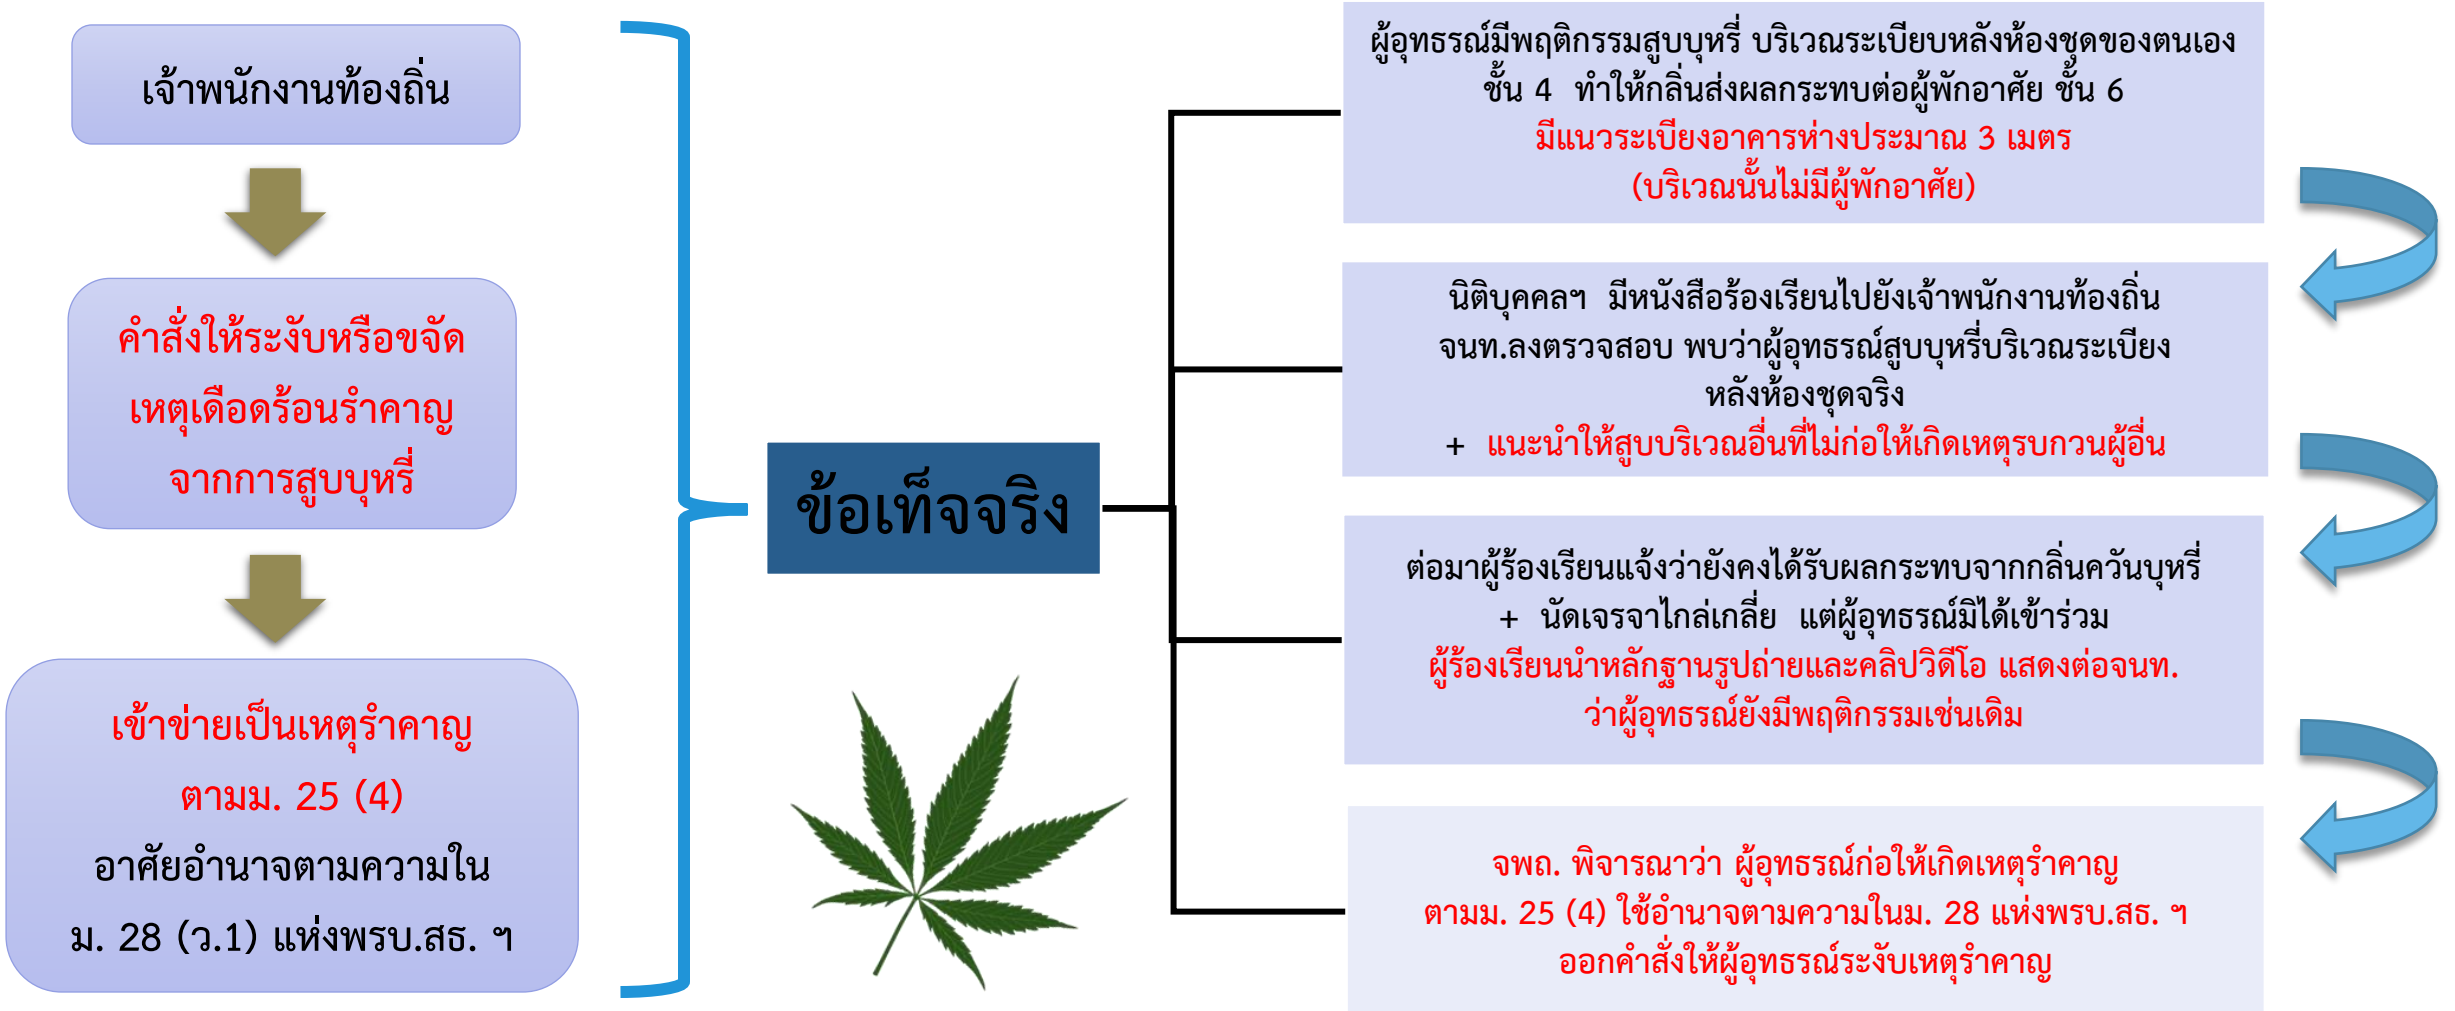 เจ้าพนักงานท้องถิ่น
คำสั่งให้ระงับหรือขจัด
เหตุเดือดร้อนรำคาญ
จากการสูบบุหรี่
เข้าข่ายเป็นเหตุรำคาญ
ตามม. 25 (4)
อาศัยอำนาจตามความใน
ม. 28 (ว.1) แห่งพรบ.สธ. ฯ
ข้อเท็จจริง
ผู้อุทธรณ์มีพฤติกรรมสูบบุหรี่ บริเวณระเบียบหลังห้องชุดของตนเอง
ชั้น 4 ทำให้กลิ่นส่งผลกระทบต่อผู้พักอาศัย ชั้น 6
มีแนวระเบียงอาคารห่างประมาณ 3 เมตร
(บริเวณนั้นไม่มีผู้พักอาศัย)
นิติบุคคลฯ มีหนังสือร้องเรียนไปยังเจ้าพนักงานท้องถิ่น
จนท.ลงตรวจสอบ พบว่าผู้อุทธรณ์สูบบุหรี่บริเวณระเบียง
หลังห้องชุดจริง
+ แนะนำให้สูบบริเวณอื่นที่ไม่ก่อให้เกิดเหตุรบกวนผู้อื่น
ต่อมาผู้ร้องเรียนแจ้งว่ายังคงได้รับผลกระทบจากกลิ่นควันบุหรี่
+ นัดเจรจาไกล่เกลี่ย แต่ผู้อุทธรณ์มิได้เข้าร่วม
ผู้ร้องเรียนนำหลักฐานรูปถ่ายและคลิปวิดีโอ แสดงต่อจนท.
ว่าผู้อุทธรณ์ยังมีพฤติกรรมเช่นเดิม
จพถ. พิจารณาว่า ผู้อุทธรณ์ก่อให้เกิดเหตุรำคาญ
ตามม. 25 (4) ใช้อำนาจตามความในม. 28 แห่งพรบ.สธ. ฯ
ออกคำสั่งให้ผู้อุทธรณ์ระงับเหตุรำคาญ